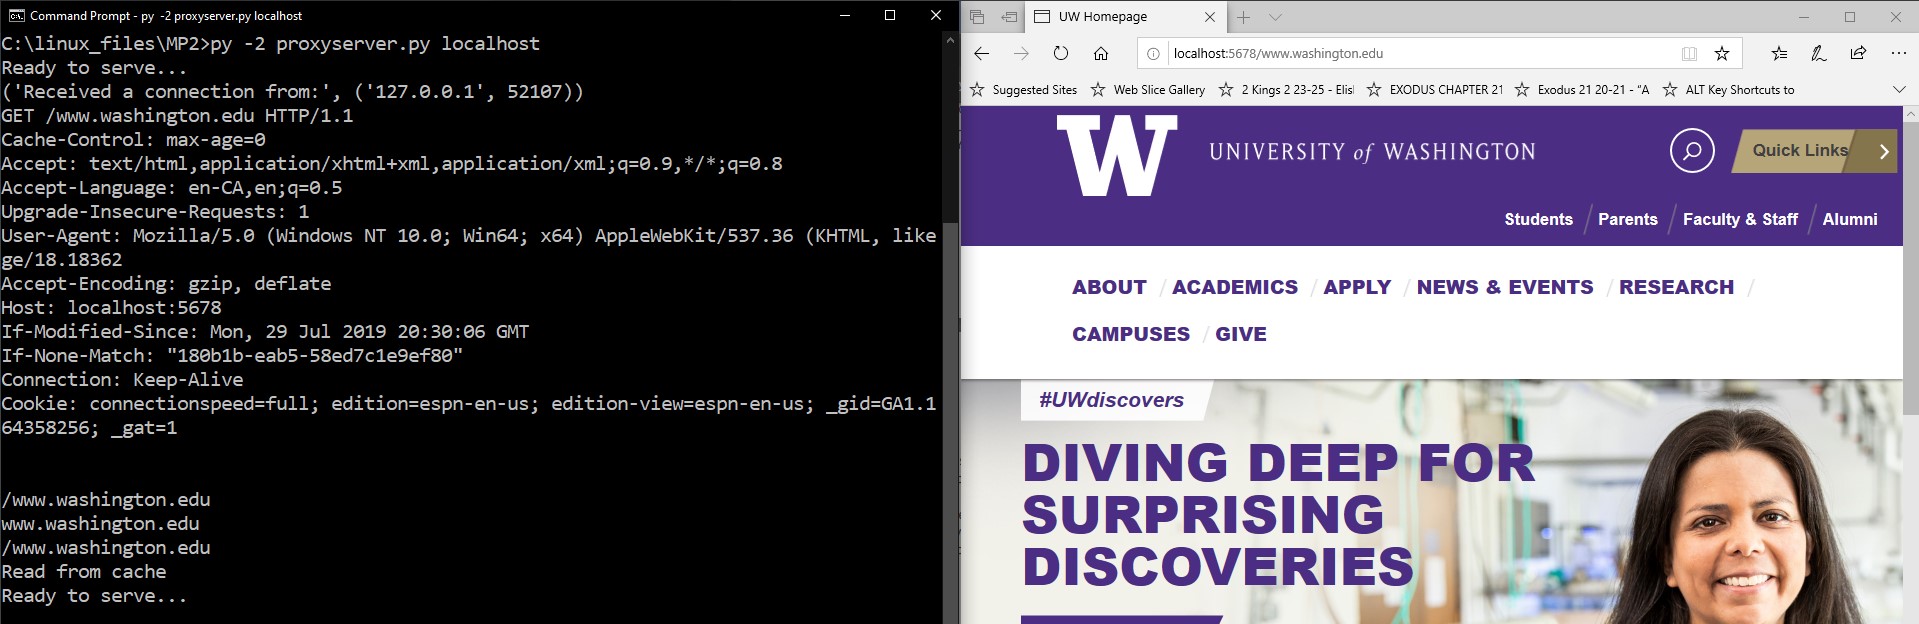 Command Prompt - py -2 proxyserver.py localhost
C:\linux_files\MP2>py -2 proxyserver.py localhost
Ready to serve...
('Received a connection from:', ('127.0.0.1', 52107))
GET /www.washington.edu HTTP/1.1
Cache-Control: max-age=0
Accept: text/html,application/xhtml+xml,application/xml;q=0.9,*/*;q=0.8
Accept-Language: en-CA,en;q=0.5
Upgrade-Insecure-Requests: 1
User-Agent: Mozilla/5.0 (Windows NT 10.0; Win64; x64) AppleWebKit/537.36 (KHTML, like
ge/18.18362
Accept-Encoding: gzip, deflate
Host: localhost:5678
If-Modified-Since: Mon, 29 Jul 2019 20:30:06 GMT
If-None-Match: "180b1b-eab5-58ed7c1e9ef80"
Connection: Keep-Alive
Cookie: connectionspeed=full; edition=espn-en-us; edition-view=espn-en-us; _gid=GA1.1
64358256; _gat=1
/www.washington.edu
www.washington.edu
/www.washington.edu
Read from cache
Ready to serve...
UW Homepage
localhost:5678/www.washington.edu
Suggested Sites Web Slice Gallery 2 Kings 2 23-25 - Elis EXODUS CHAPTER 21 Exodus 21 20-21 - "A ALT Key Shortcuts to
W UNIVERSITY of WASHINGTON
Quick Links
Students / Parents / Faculty & Staff / Alumni
ABOUT / ACADEMICS / APPLY / NEWS & EVENTS / RESEARCH /
CAMPUSES / GIVE
#UWdiscovers
DIVING DEEP FOR
SURPRISING
DISCOVERIES